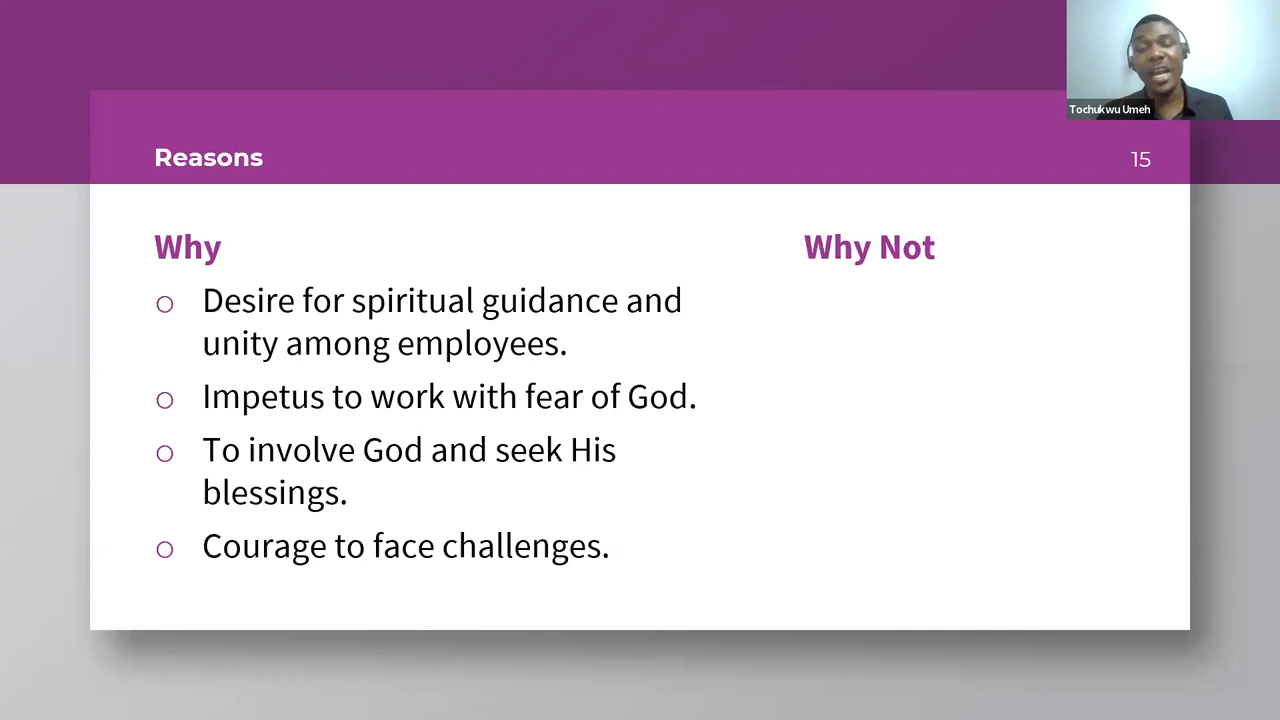 Tochukwu Umeh
Reasons
15
Why
o Desire for spiritual guidance and
unity among employees.
o Impetus to work with fear of God.
o To involve God and seek His
blessings.
o Courage to face challenges.
Why Not